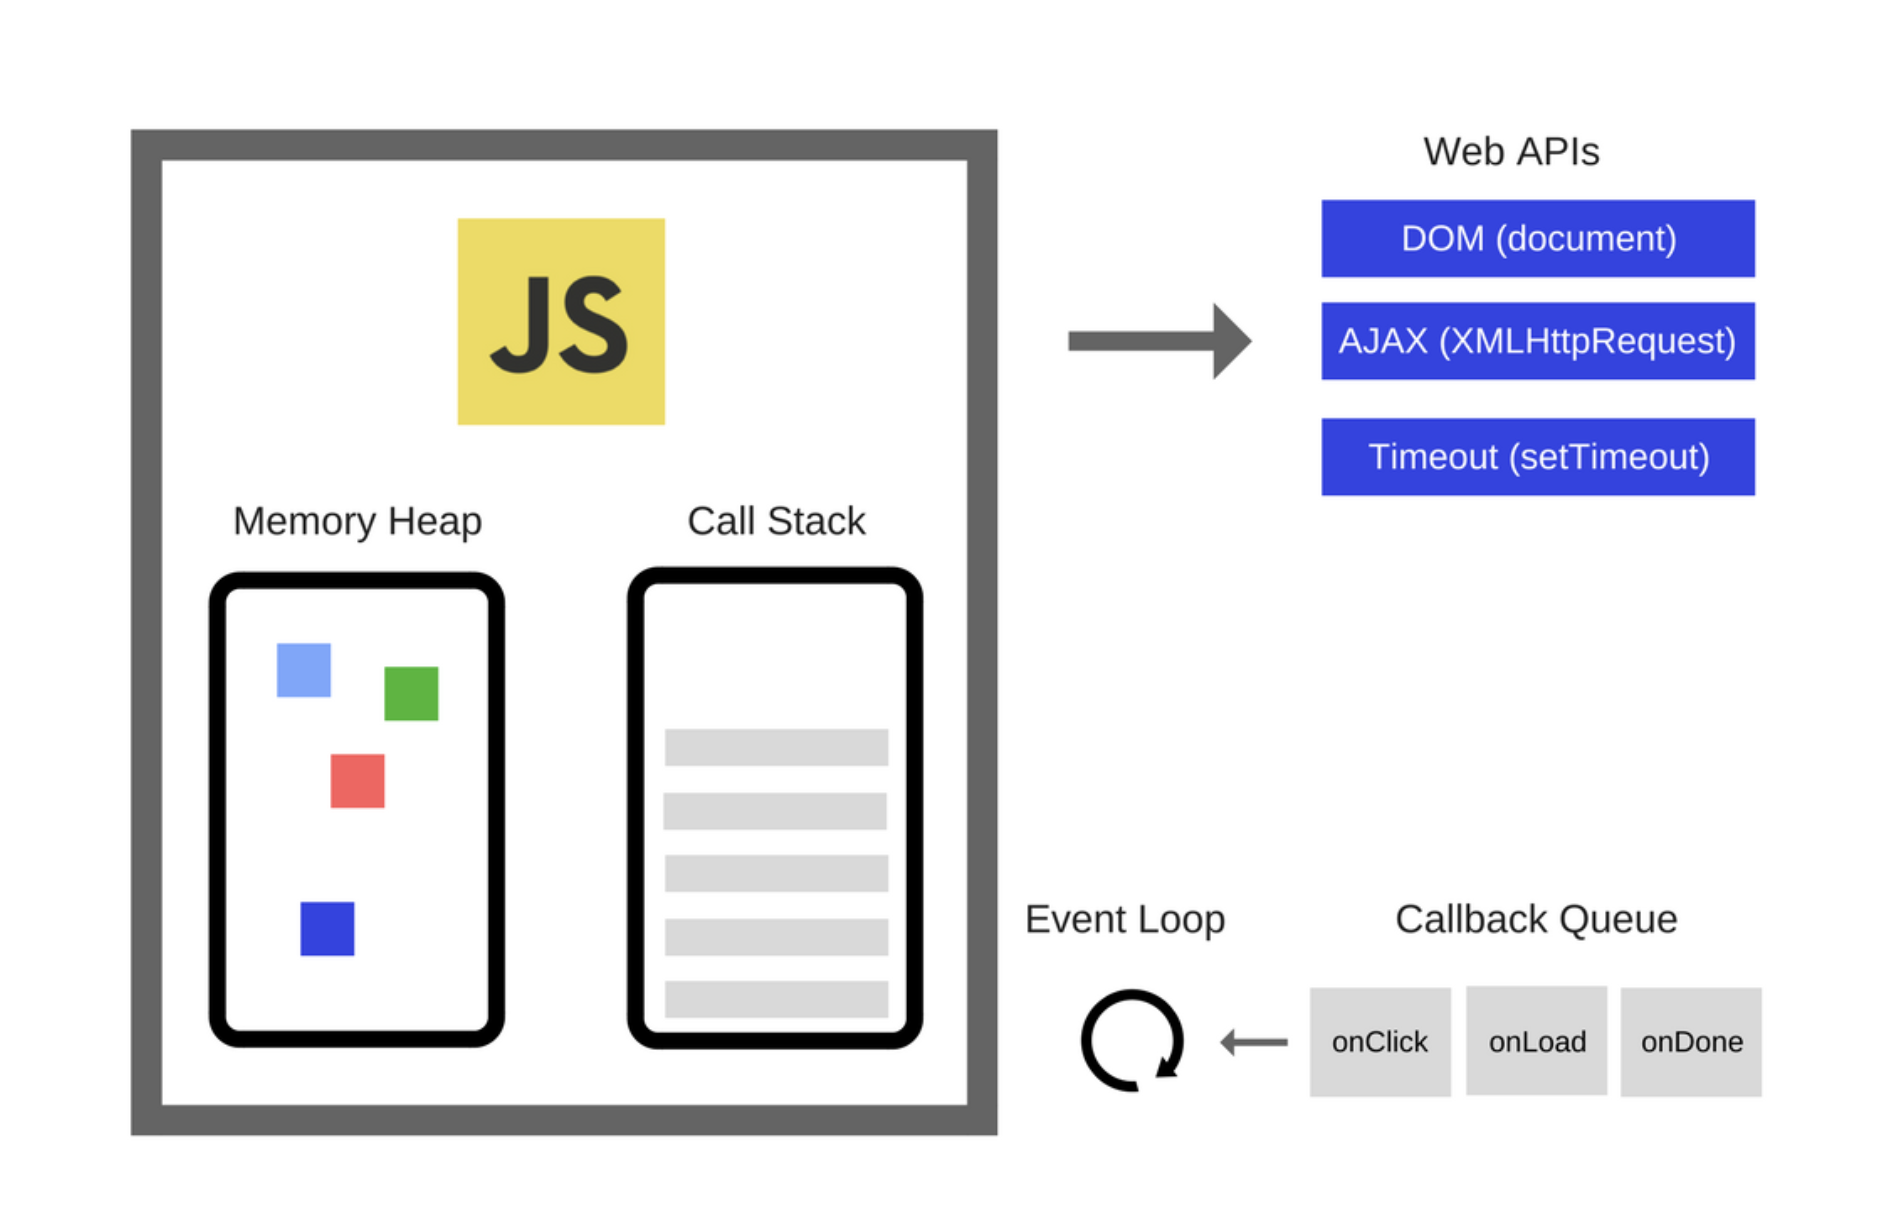 JS
Memory Heap
Call Stack
Web APIs
DOM (document)
AJAX (XMLHttpRequest)
Timeout (setTimeout)
Event Loop
Callback Queue
onClick
onLoad
onDone